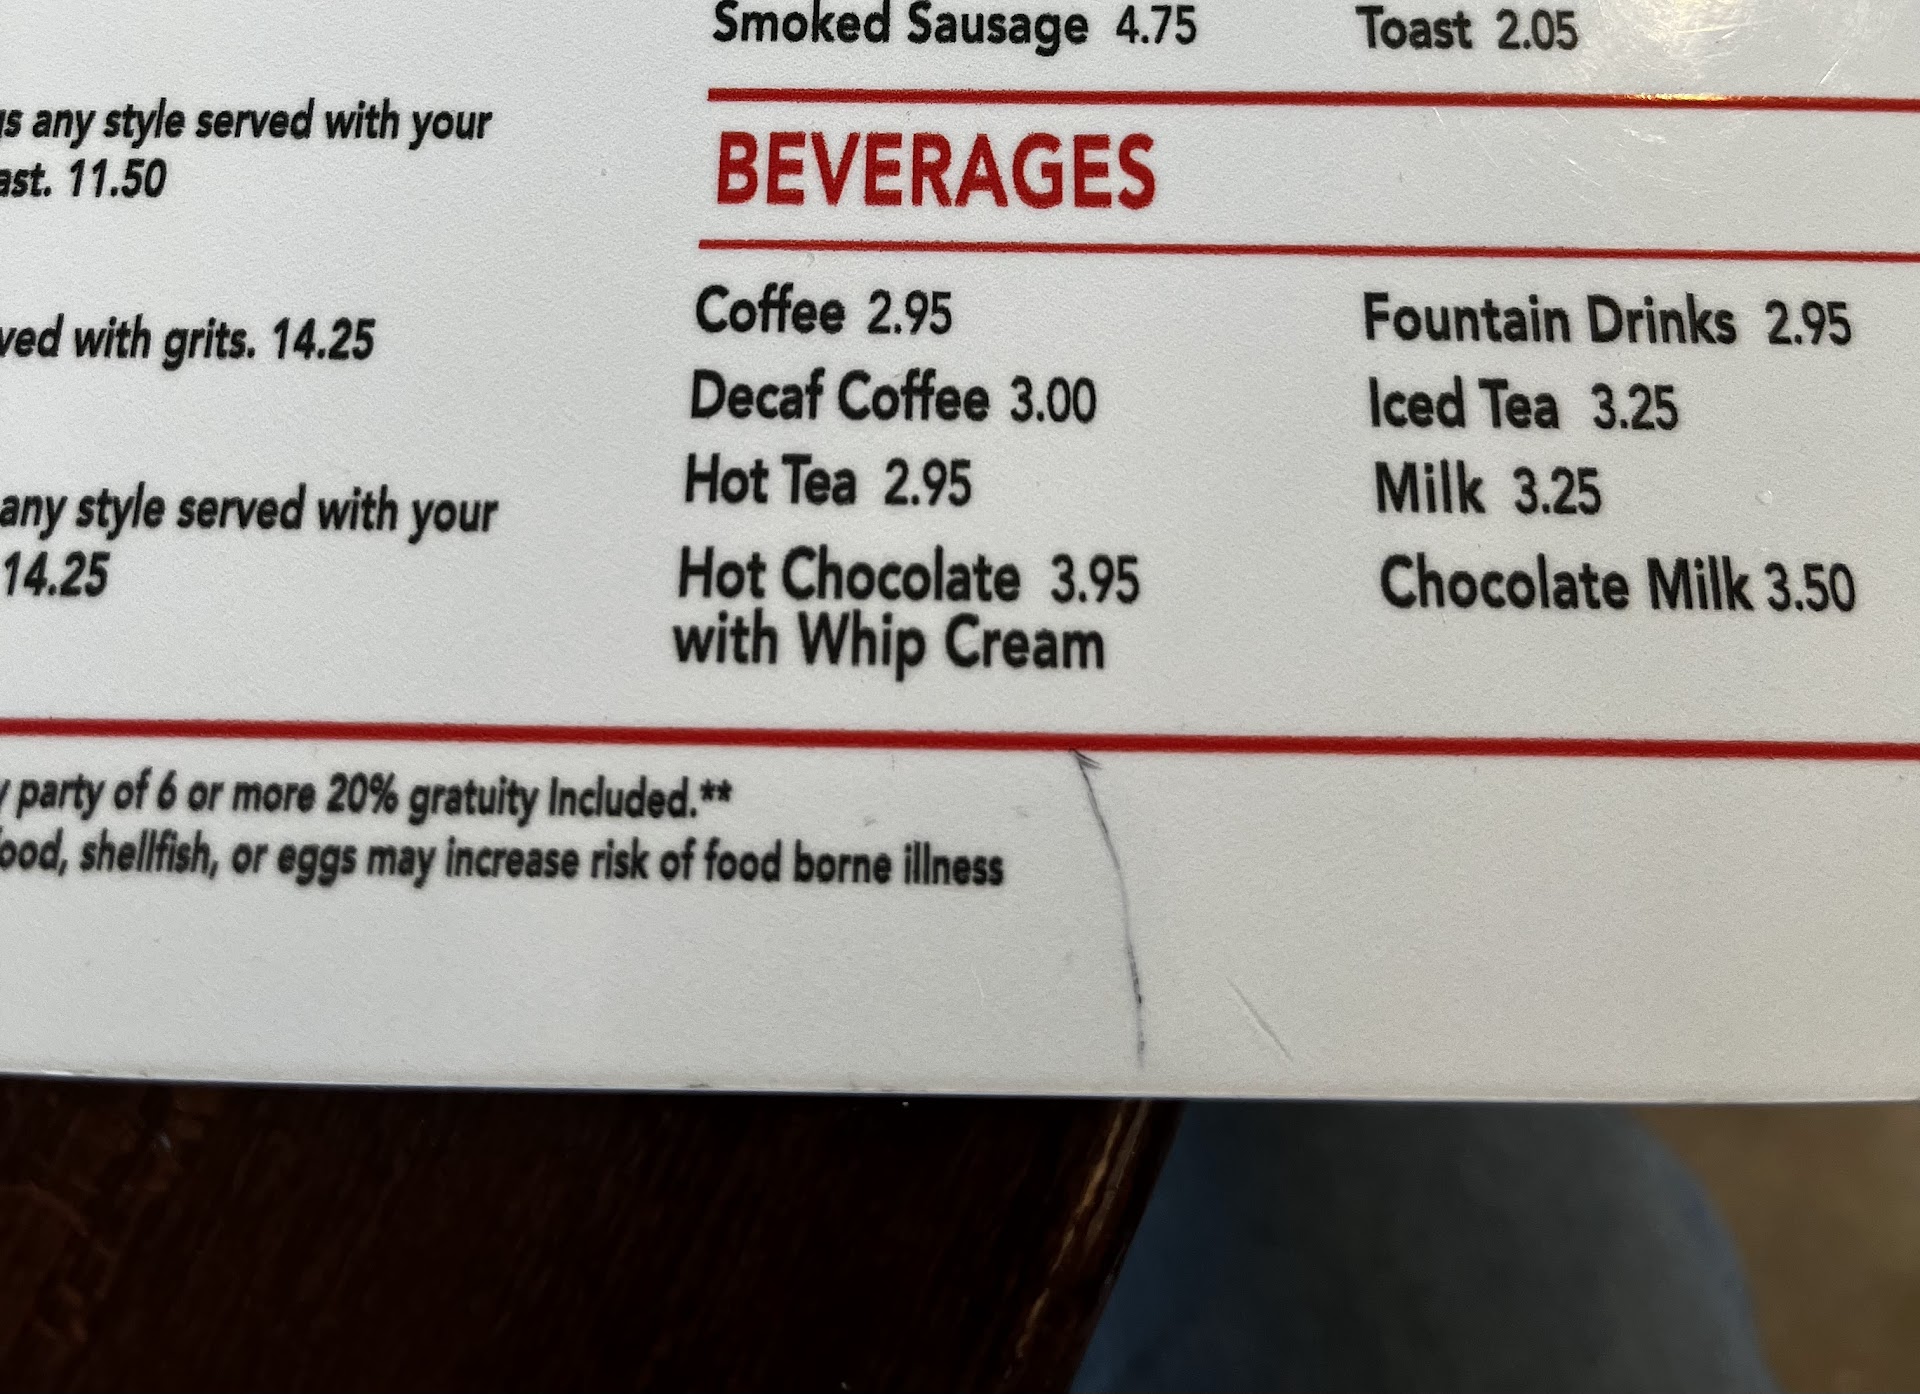 any style served with your
11.50
with grits. 14.25
any style served with your
14.25
Smoked Sausage 4.75
Toast 2.05
BEVERAGES
Coffee 2.95
Decaf Coffee 3.00
Hot Tea 2.95
Hot Chocolate 3.95
with Whip Cream
Fountain Drinks 2.95
Iced Tea 3.25
Milk 3.25
Chocolate Milk 3.50
party of 6 or more 20% gratuity Included.**
shellfish, or eggs may increase risk of food borne illness